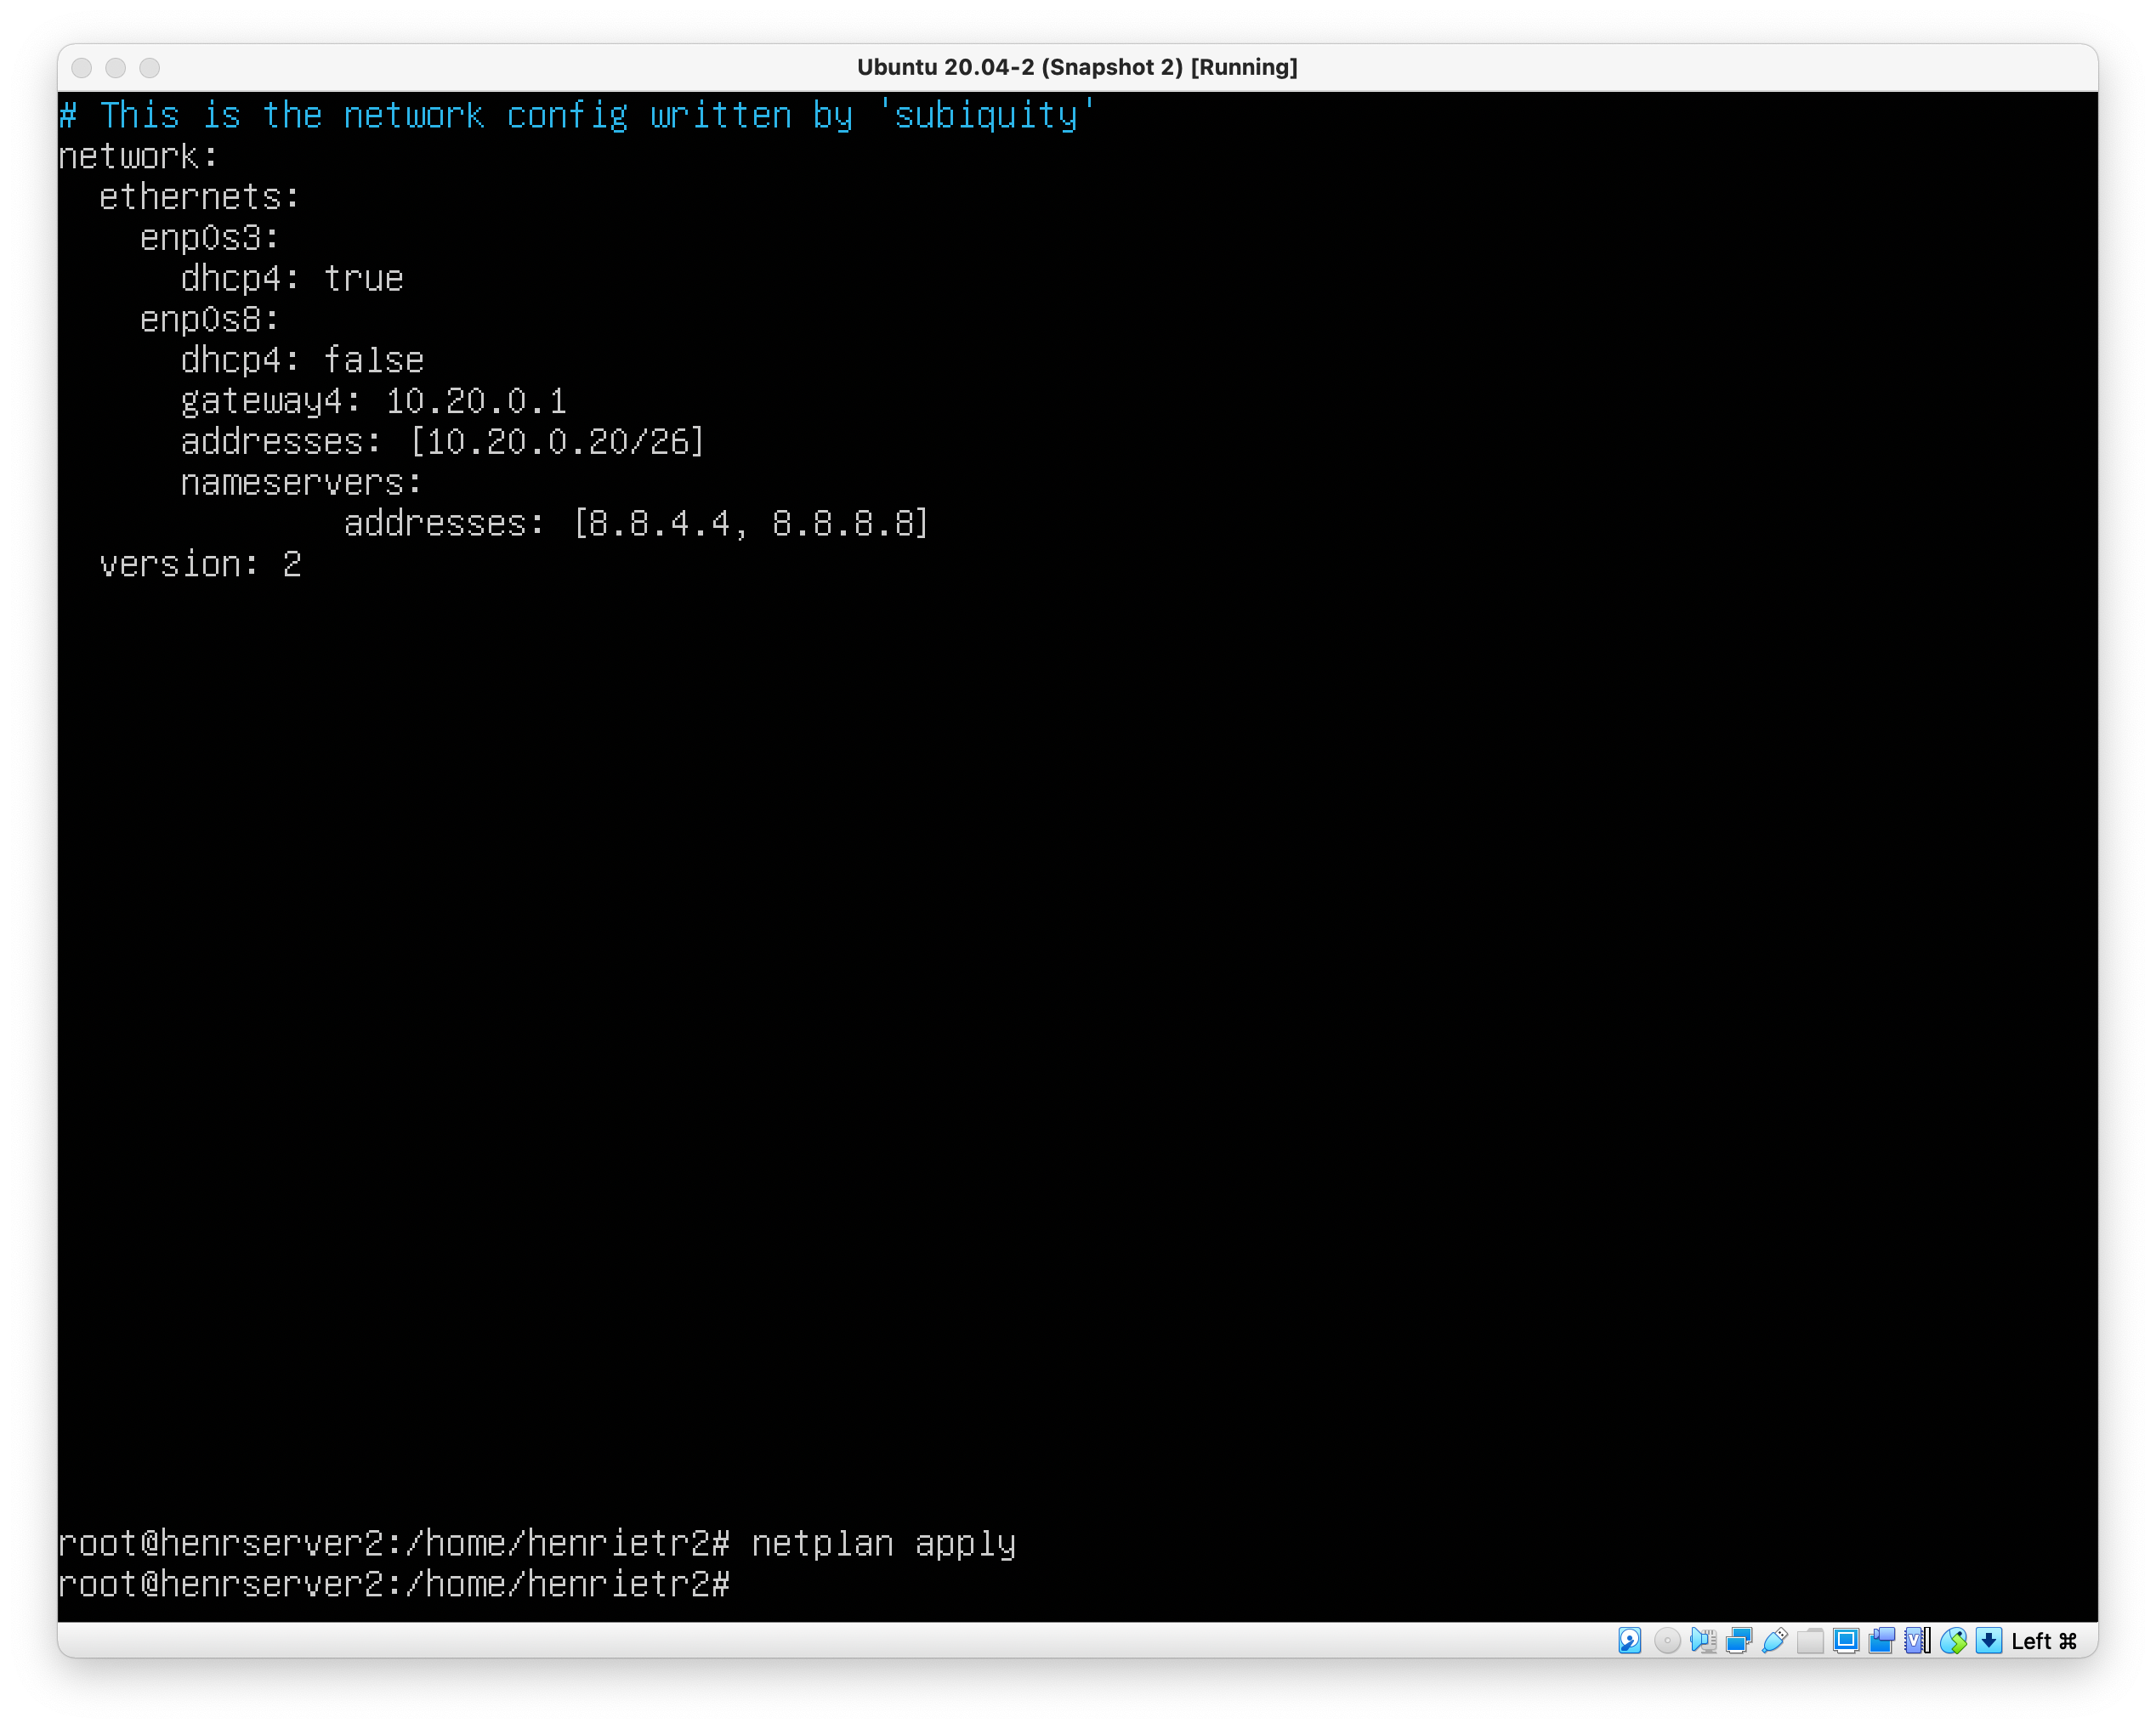 Ubuntu 20.04-2 (Snapshot 2) [Running]
# This is the network config written by 'subiquity'
network:
  ethernets:
    enp0s3:
      dhcp4: true
    enp0s8:
      dhcp4: false
      gateway4: 10.20.0.1
      addresses: [10.20.0.20/26]
      nameservers:
              addresses: [8.8.4.4, 8.8.8.8]
  version: 2
root@henrserver2:/home/henrietr2# netplan apply
root@henrserver2:/home/henrietr2#
Left ⌘